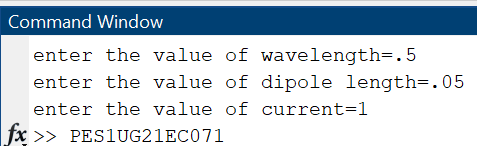 Command Window
enter the value of wavelength=.5
enter the value of dipole length=.05
enter the value of current=1
fx >> PES1UG21EC071